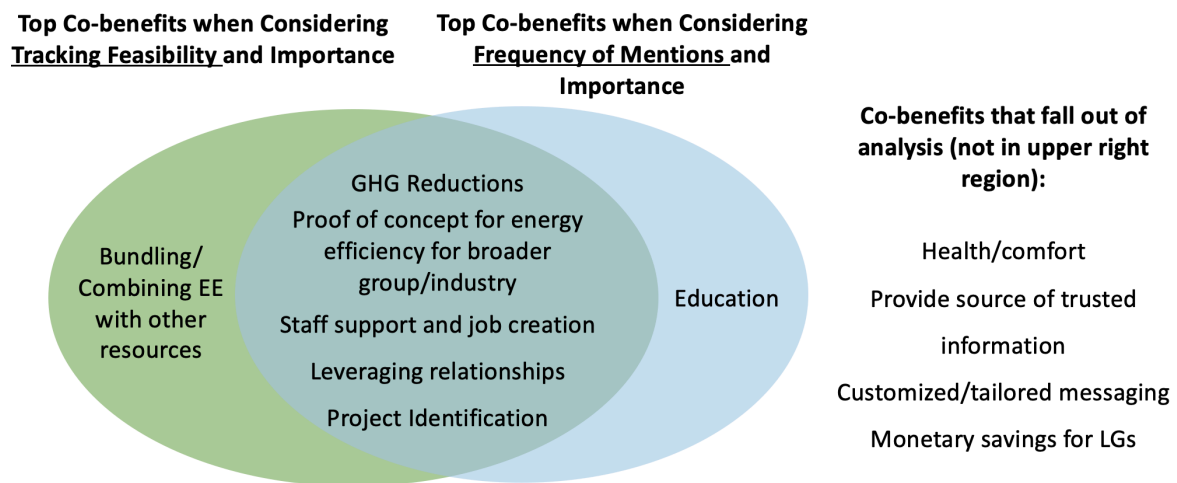 Top Co-benefits when Considering
Tracking Feasibility and Importance
Top Co-benefits when Considering
Frequency of Mentions and
Importance
Co-benefits that fall out of
analysis (not in upper right
region):
Bundling/
Combining EE
with other
resources
GHG Reductions
Proof of concept for energy
efficiency for broader
group/industry
Staff support and job creation
Leveraging relationships
Project Identification
Education
Health/comfort
Provide source of trusted
information
Customized/tailored messaging
Monetary savings for LGs